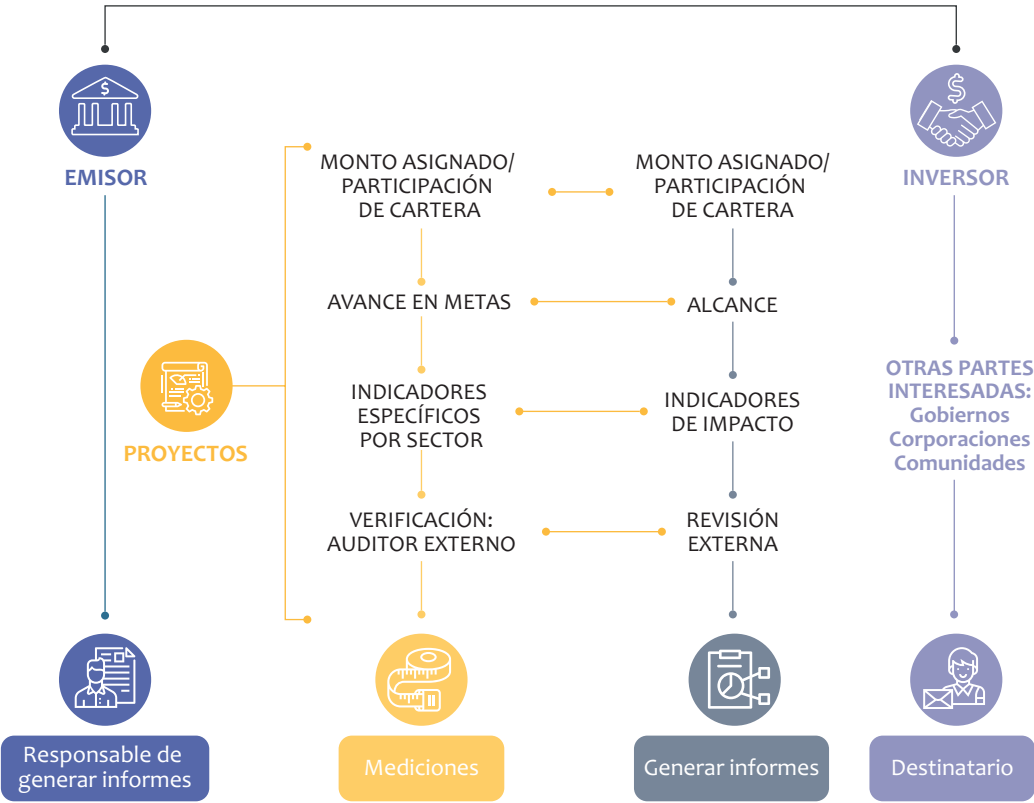 $
EMISOR
$
INVERSOR
MONTO ASIGNADO/
PARTICIPACIÓN
DE CARTERA
MONTO ASIGNADO/
PARTICIPACIÓN
DE CARTERA
AVANCE EN METAS
ALCANCE
PROYECTOS
INDICADORES
ESPECÍFICOS
POR SECTOR
INDICADORES
DE IMPACTO
OTRAS PARTES
INTERESADAS:
Gobiernos
Corporaciones
Comunidades
VERIFICACIÓN:
AUDITOR EXTERNO
REVISIÓN
EXTERNA
Responsable de
generar informes
Mediciones
Generar informes
Destinatario